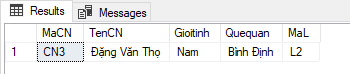 Results Messages
MaCN TenCN Gioitinh Quequan MaL
1 CN3 Đặng Văn Thọ Nam Bình Định L2